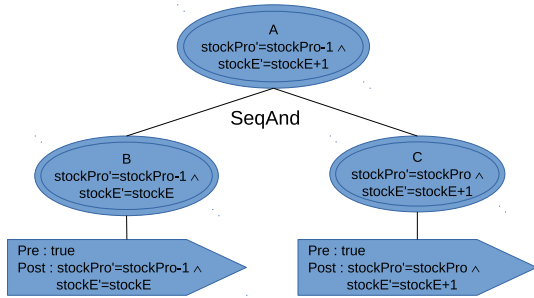 A
stockPro'=stockPro-1 ∧
stockE'=stockE+1
SeqAnd
B
stockPro'=stockPro-1 ∧
stockE'=stockE
C
stockPro'=stockPro ∧
stockE'=stockE+1
Pre : true
Post : stockPro'=stockPro-1 ∧
stockE'=stockE
Pre : true
Post : stockPro'=stockPro ∧
stockE'=stockE+1